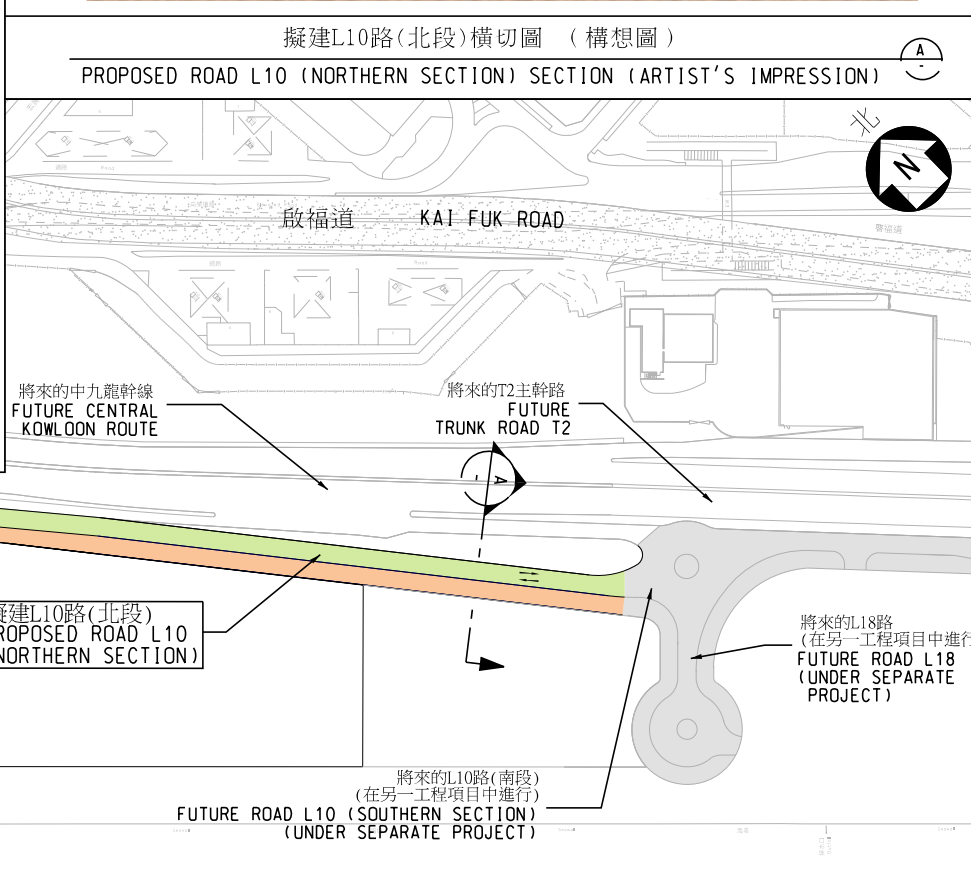 擬建L10路(北段)橫切圖 (構想圖)
A
-
PROPOSED ROAD L10 (NORTHERN SECTION) SECTION (ARTIST'S IMPRESSION)
北
N
啟福道 KAI FUK ROAD
將來的中九龍幹線
FUTURE CENTRAL
KOWLOON ROUTE
將來的T2主幹路
FUTURE
TRUNK ROAD T2
A
-
建L10路(北段)
ROPOSED ROAD L10
NORTHERN SECTION)
將來的L18路
(在另一工程項目中進行
FUTURE ROAD L18
(UNDER SEPARATE
PROJECT)
將來的L10路(南段)
(在另一工程項目中進行)
FUTURE ROAD L10 (SOUTHERN SECTION)
(UNDER SEPARATE PROJECT)